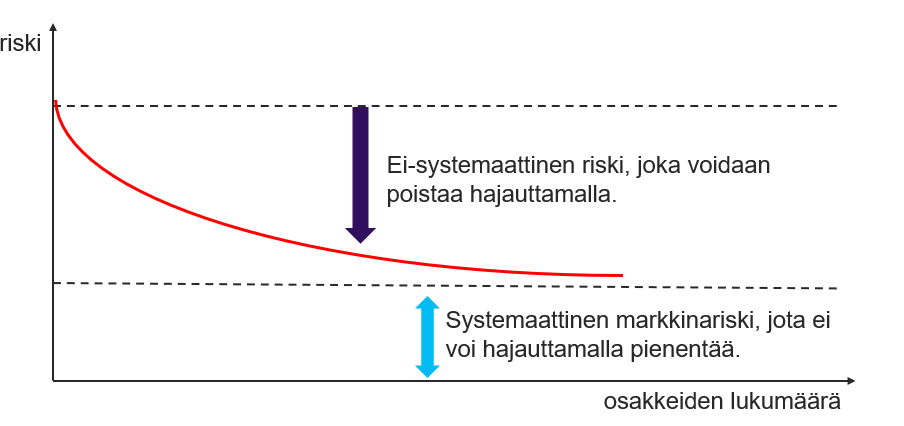 riski
Ei-systemaattinen riski, joka voidaan
poistaa hajauttamalla.
Systemaattinen markkinariski, jota ei
voi hajauttamalla pienentää.
osakkeiden lukumäärä